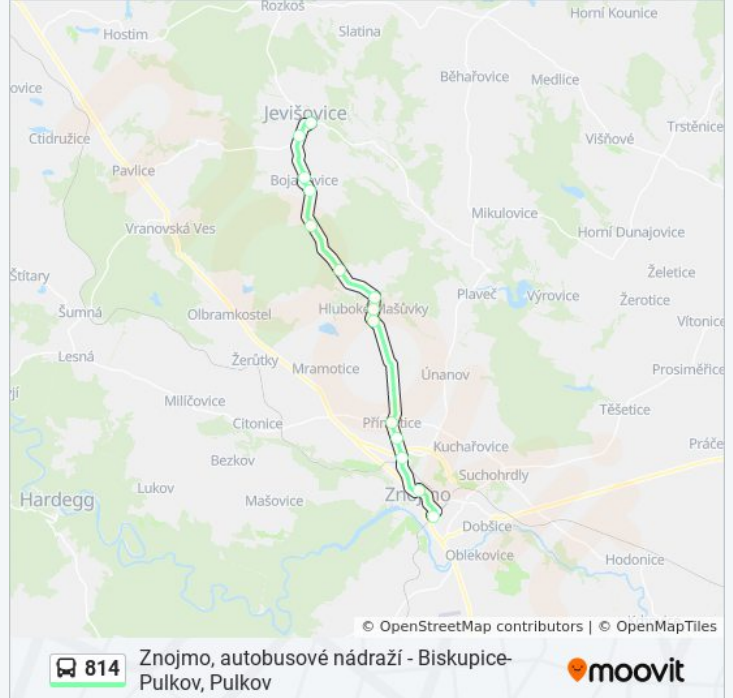 Rozkoš
Horní Kounice
Hostim
Slatina
Běhařovice
Medlice
ovice
Jevišovice
Trstěnice
Ctidružice
Višňové
Pavlice
Mikulovice
Vranovská Ves
Horní Dunajovice
Štítary
Želetice
Plaveč
Výrovice
Žerotice
Šumná
Olbramkostel
Hluboké Mašůvky
Vítonice
Lesná
Žerůtky
Mramotice
Únanov
Prosiměřice
jí
Milíčovice
Těšetice
Citonice
Přímětice
Práče
Kuchařovice
Bezkov
Suchohrdly
Lukov
Znojmo
Hardegg
Mašovice
Dobšice
Oblekovice
Hodonice
© OpenStreetMap contributors | © OpenMapTiles
814
Znojmo, autobusové nádraží - Biskupice-
Pulkov, Pulkov
moovit